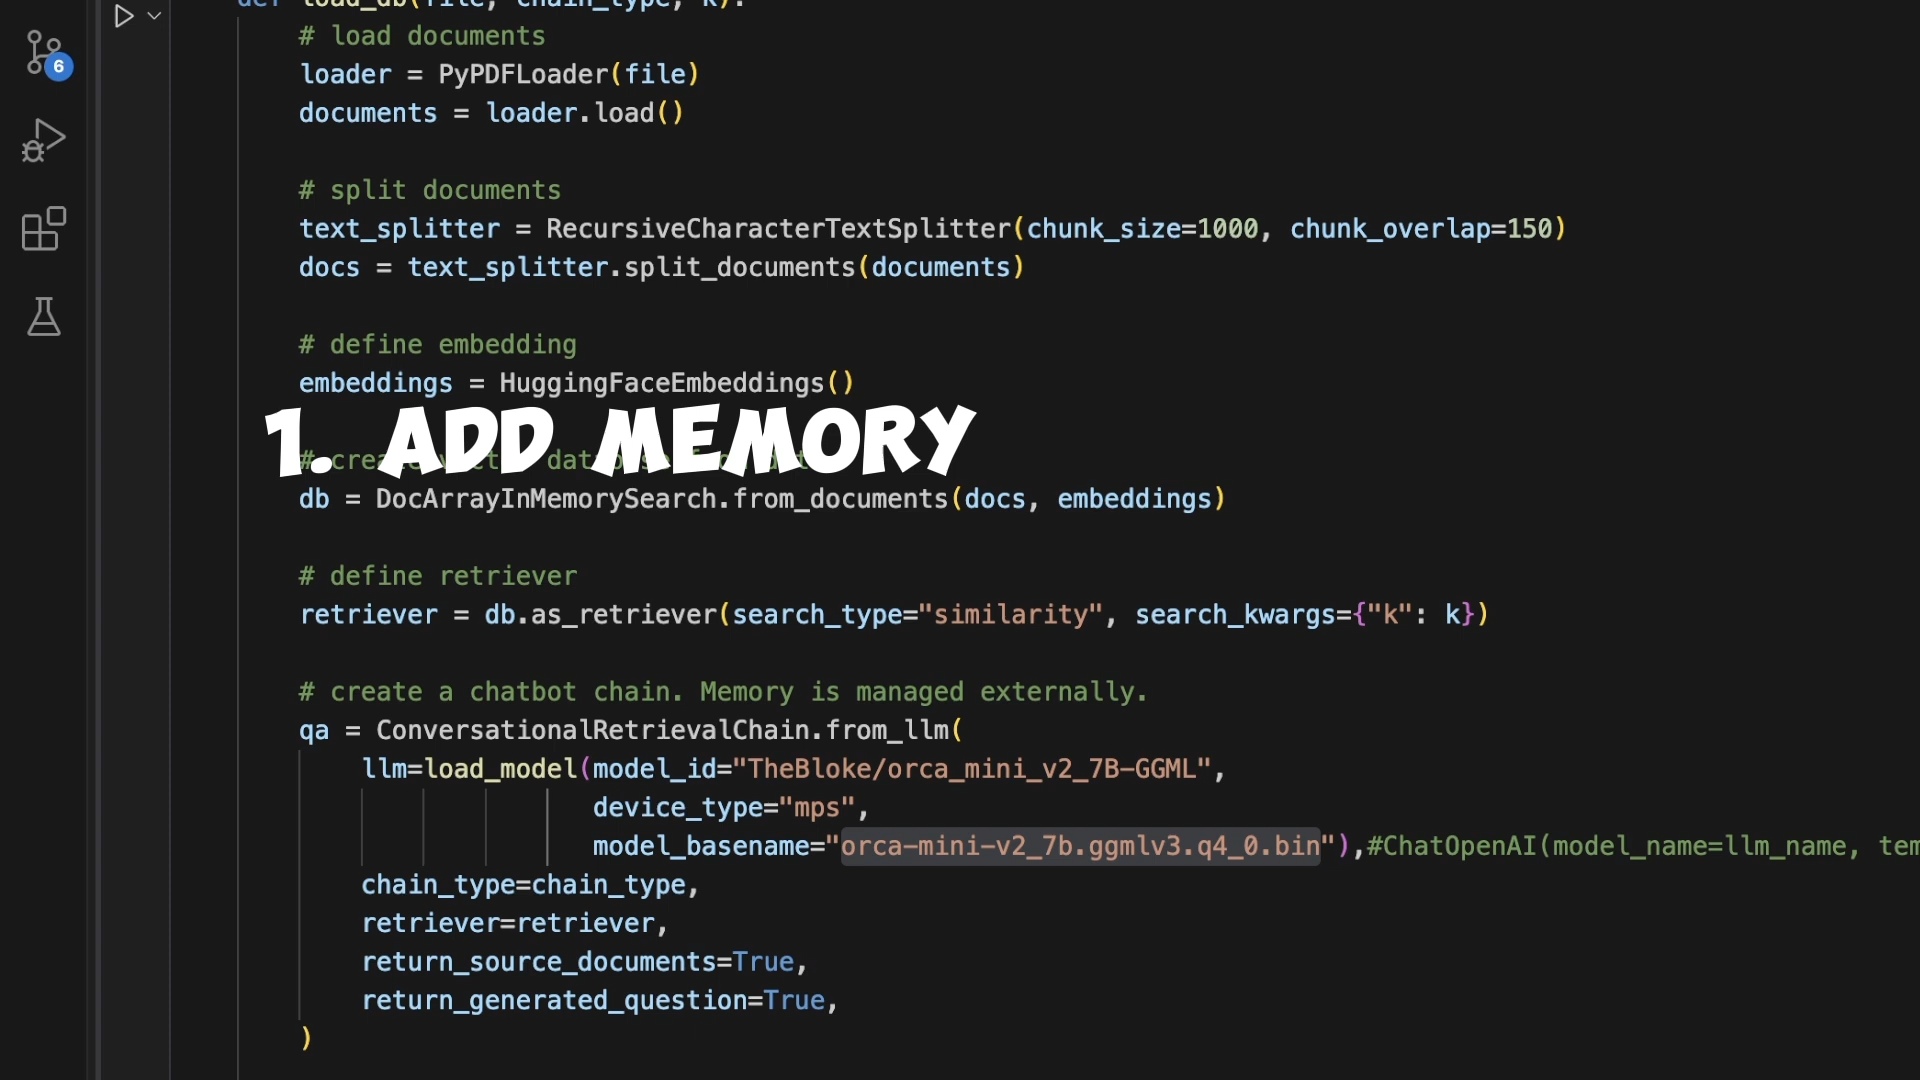 def load_db(file, chain_type, k):
# load documents
loader = PyPDFLoader(file)
documents = loader.load()
# split documents
text_splitter = RecursiveCharacterTextSplitter(chunk_size=1000, chunk_overlap=150)
docs = text_splitter.split_documents(documents)
# define embedding
embeddings = HuggingFaceEmbeddings()
1. ADD MEMORY
db = DocArrayInMemorySearch.from_documents(docs, embeddings)
# define retriever
retriever = db.as_retriever(search_type="similarity", search_kwargs={"k": k})
# create a chatbot chain. Memory is managed externally.
qa = ConversationalRetrievalChain.from_llm(
llm=load_model(model_id="TheBloke/orca_mini_v2_7B-GGML",
device_type="mps",
model_basename="orca-mini-v2_7b.ggmlv3.q4_0.bin"),#ChatOpenAI(model_name=llm_name, tem
chain_type=chain_type,
retriever=retriever,
return_source_documents=True,
return_generated_question=True,
)
6